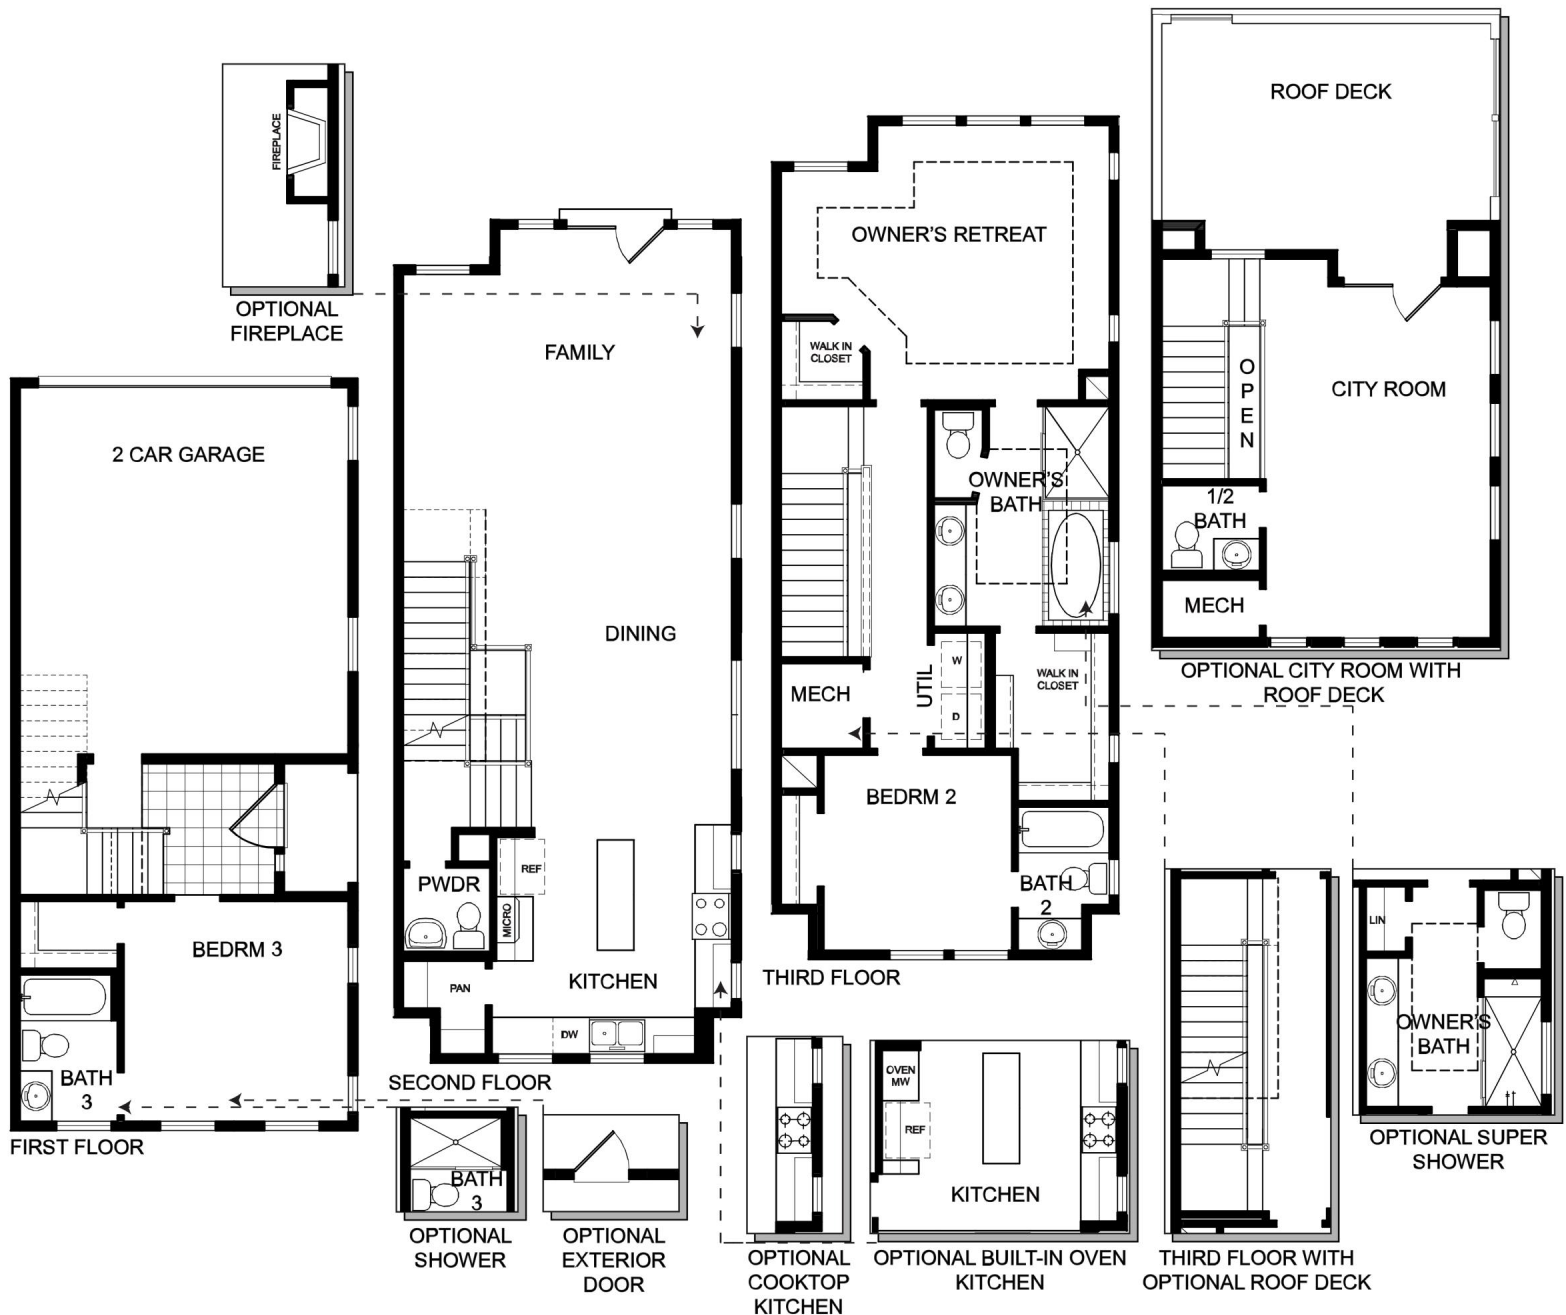 FIREPLACE
OPTIONAL
FIREPLACE
2 CAR GARAGE
BEDRM 3
BATH
3
FIRST FLOOR
FAMILY
DINING
PWDR
REF
MICRO
PAN
KITCHEN
DW
SECOND FLOOR
OWNER'S RETREAT
WALK IN
CLOSET
OWNER'S
BATH
W
D
UTIL
MECH
WALK IN
CLOSET
BEDRM 2
BATH
2
THIRD FLOOR
ROOF DECK
OPEN
CITY ROOM
1/2
BATH
MECH
OPTIONAL CITY ROOM WITH
ROOF DECK
BATH
3
OPTIONAL
SHOWER
OPTIONAL
EXTERIOR
DOOR
OPTIONAL
COOKTOP
KITCHEN
OVEN
MW
REF
KITCHEN
OPTIONAL BUILT-IN OVEN
KITCHEN
THIRD FLOOR WITH
OPTIONAL ROOF DECK
LIN
OWNER'S
BATH
OPTIONAL SUPER
SHOWER